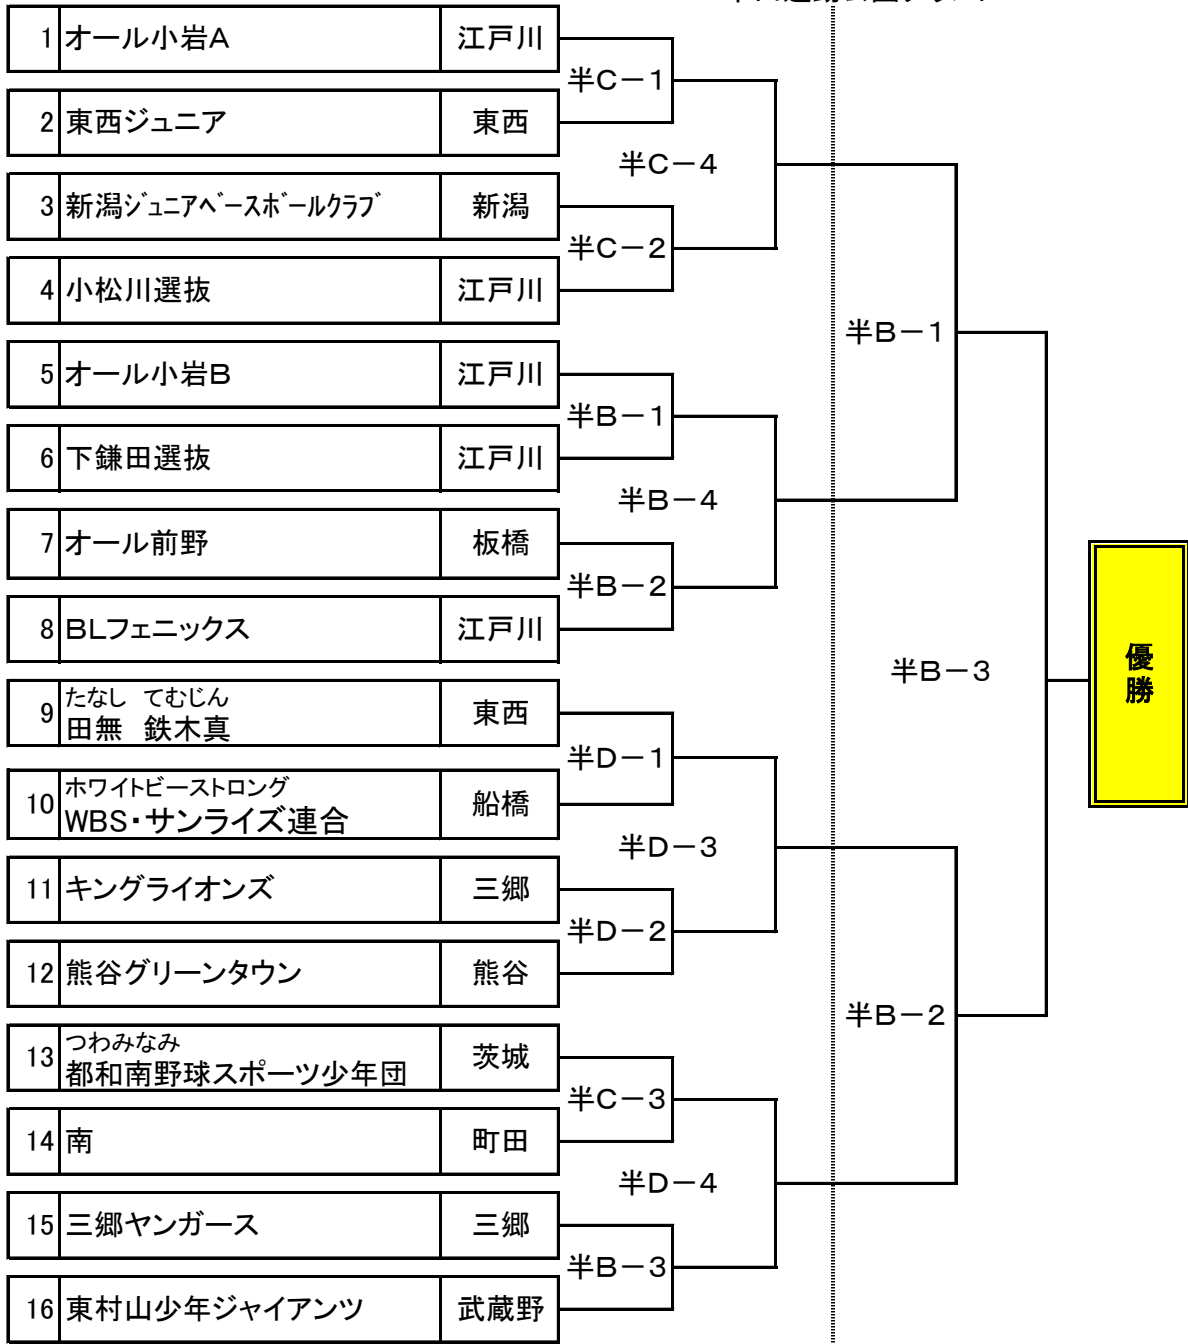 1 オール小岩A 江戸川
半C－1
2 東西ジュニア 東西
半C－4
3 新潟ｼﾞｭﾆｱﾍﾞｰｽﾎﾞｰﾙｸﾗﾌﾞ 新潟
半C－2
4 小松川選抜 江戸川
半B－1
5 オール小岩B 江戸川
半B－1
6 下鎌田選抜 江戸川
半B－4
7 オール前野 板橋
半B－2
8 BLフェニックス 江戸川
半B－3
優勝
9 たなし てむじん
田無 鉄木真 東西
半D－1
10 ホワイトビーストロング
WBS・サンライズ連合 船橋
半D－3
11 キングライオンズ 三郷
半D－2
12 熊谷グリーンタウン 熊谷
半B－2
13 つわみなみ
都和南野球スポーツ少年団 茨城
半C－3
14 南 町田
半D－4
15 三郷ヤンガース 三郷
半B－3
16 東村山少年ジャイアンツ 武蔵野